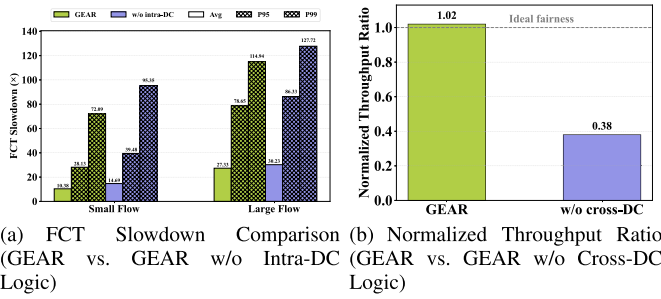 GEAR w/o intra-DC Avg P95 P99
FCT Slowdown (×)
140
120
100
80
60
40
20
0
10.38
28.13
72.09
14.69
39.48
95.35
27.33
78.65
114.94
30.23
86.33
127.72
Small Flow Large Flow
(a) FCT Slowdown Comparison
(GEAR vs. GEAR w/o Intra-DC
Logic)
Normalized Throughput Ratio
1.0
0.8
0.6
0.4
0.2
0.0
1.02
Ideal fairness
0.38
GEAR w/o cross-DC
(b) Normalized Throughput Ratio
(GEAR vs. GEAR w/o Cross-DC
Logic)